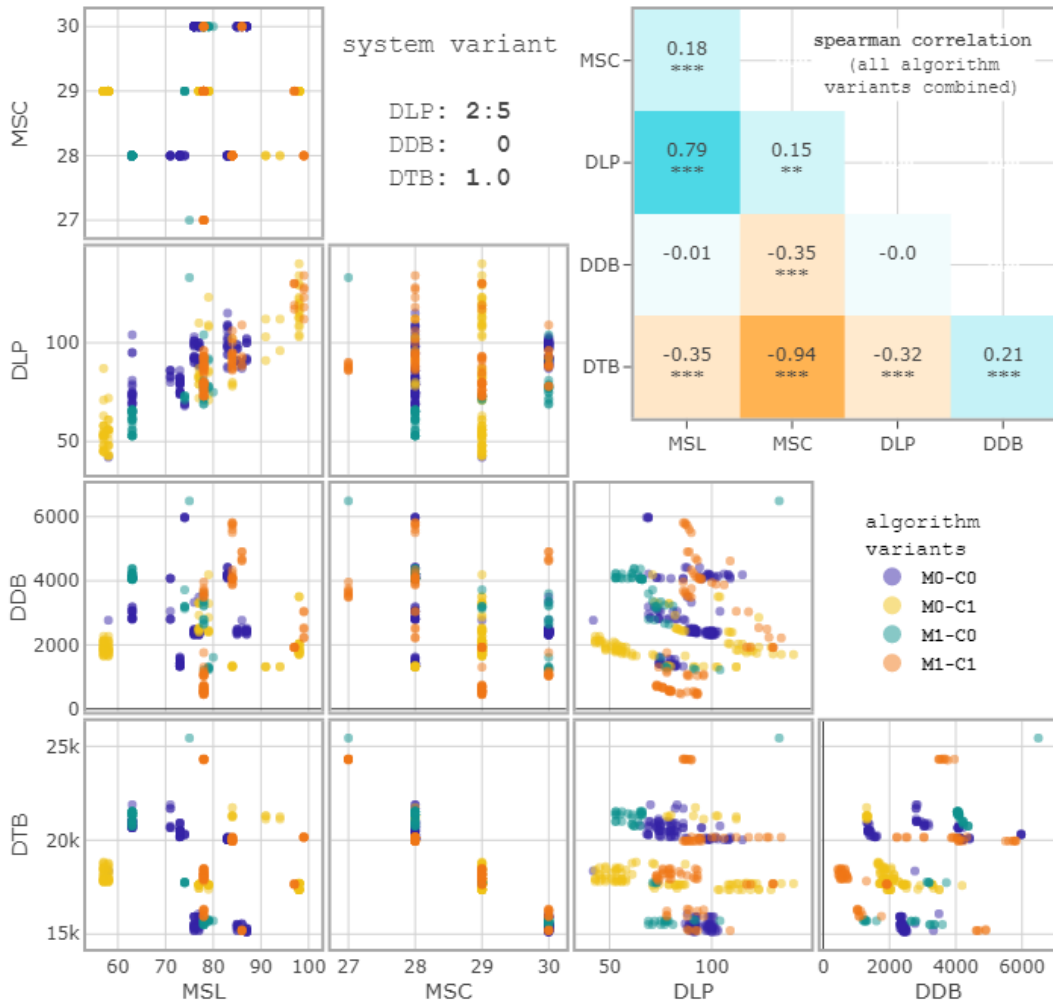 30
29
28
27
MSC
system variant
DLP: 2:5
DDB: 0
DTB: 1.0
spearman correlation
(all algorithm
variants combined)
MSC
0.18
***
DLP
0.79
***
0.15
**
DDB
-0.01
-0.35
***
-0.0
DTB
-0.35
***
-0.94
***
-0.32
***
0.21
***
MSL
MSC
DLP
DDB
100
50
DLP
6000
4000
2000
0
DDB
algorithm
variants
M0-C0
M0-C1
M1-C0
M1-C1
25k
20k
15k
DTB
60
70
80
90
100
MSL
27
28
29
30
MSC
50
100
DLP
0
2000
4000
6000
DDB